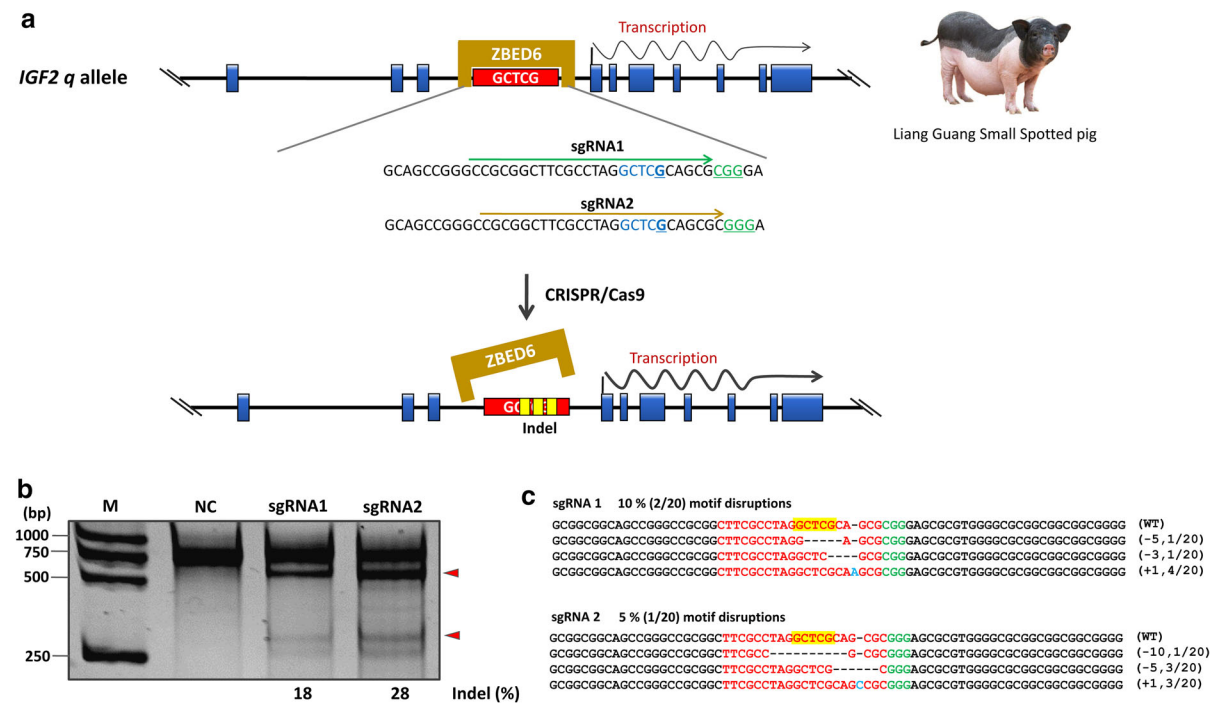 a
Transcription
ZBED6
IGF2 q allele
GCTCG
Liang Guang Small Spotted pig
sgRNA1
GCAGCCGGGCCGCGGCTTCGCCTAGGCTCGCAGCGCGGGA
sgRNA2
GCAGCCGGGCCGCGGCTTCGCCTAGGCTCGCAGCGCGGGA
CRISPR/Cas9
ZBED6
Transcription
Indel
b
(bp)
M NC sgRNA1 sgRNA2
1000
750
500
250
18 28 Indel (%)
c
sgRNA 1 10 % (2/20) motif disruptions
GCGGCGGCAGCCGGGCCGCGGCTTCGCCTAGGCTCGCA-GCGCGGGAGCGCGTGGGGCGCGGCGGCGGCGGGG (WT)
GCGGCGGCAGCCGGGCCGCGGCTTCGCCTAGG-----A-GCGCGGGAGCGCGTGGGGCGCGGCGGCGGCGGGG (-5,1/20)
GCGGCGGCAGCCGGGCCGCGGCTTCGCCTAGGCTC----GCGCGGGAGCGCGTGGGGCGCGGCGGCGGCGGGG (-3,1/20)
GCGGCGGCAGCCGGGCCGCGGCTTCGCCTAGGCTCGCAAGCGCGGGAGCGCGTGGGGCGCGGCGGCGGCGGGG (+1,4/20)
sgRNA 2 5 % (1/20) motif disruptions
GCGGCGGCAGCCGGGCCGCGGCTTCGCCTAGGCTCGCAG-CGCGGGAGCGCGTGGGGCGCGGCGGCGGCGGGG (WT)
GCGGCGGCAGCCGGGCCGCGGCTTCGCC----------G-CGCGGGAGCGCGTGGGGCGCGGCGGCGGCGGGG (-10,1/20)
GCGGCGGCAGCCGGGCCGCGGCTTCGCCTAGGCTCG------CGGGAGCGCGTGGGGCGCGGCGGCGGCGGGG (-5,3/20)
GCGGCGGCAGCCGGGCCGCGGCTTCGCCTAGGCTCGCAGCCGCGGGAGCGCGTGGGGCGCGGCGGCGGCGGGG (+1,3/20)